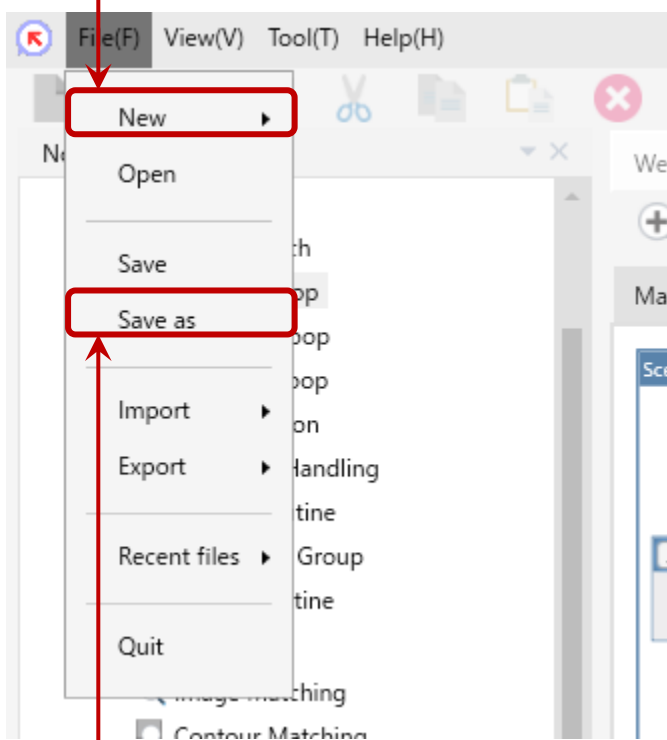 File(F) View(V) Tool(T) Help(H)
New
No
We
Open
th
Save
op
Ma
Save as
oop
Sce
oop
Import
on
Export
Handling
tine
Recent files
Group
tine
Quit
Image Matching
Contour Matching